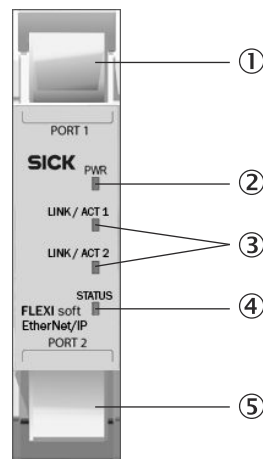 ①
PORT 1
SICK
PWR
②
LINK / ACT 1
③
LINK / ACT 2
STATUS
④
FLEXI soft
EtherNet/IP
PORT 2
⑤